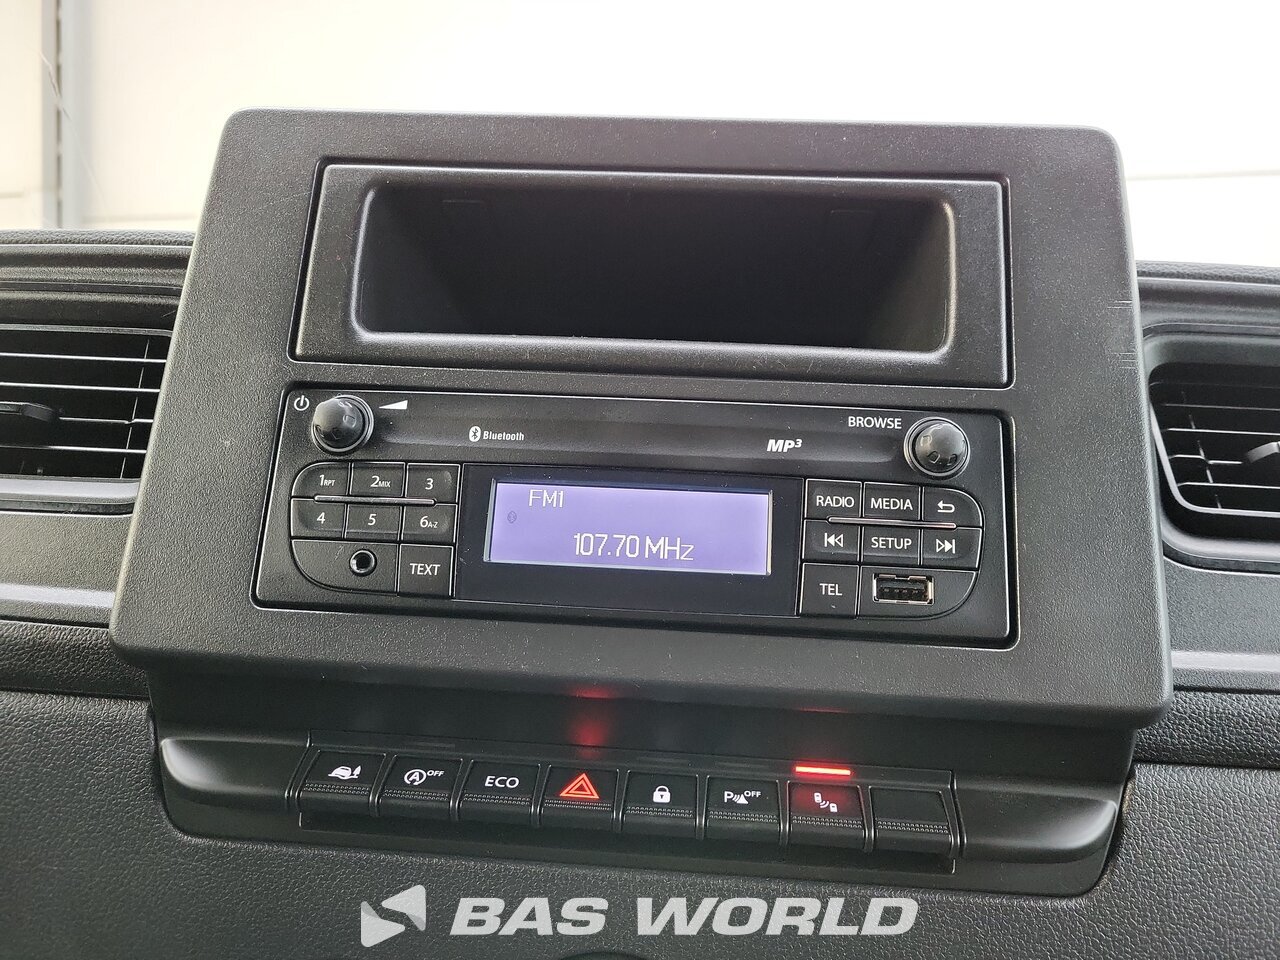 BROWSE
Bluetooth
MP3
1RPT 2MIX 3
4 5 6A-Z
TEXT
FM1
107.70 MHz
RADIO MEDIA
SETUP
TEL
A OFF
ECO
P OFF
BAS WORLD